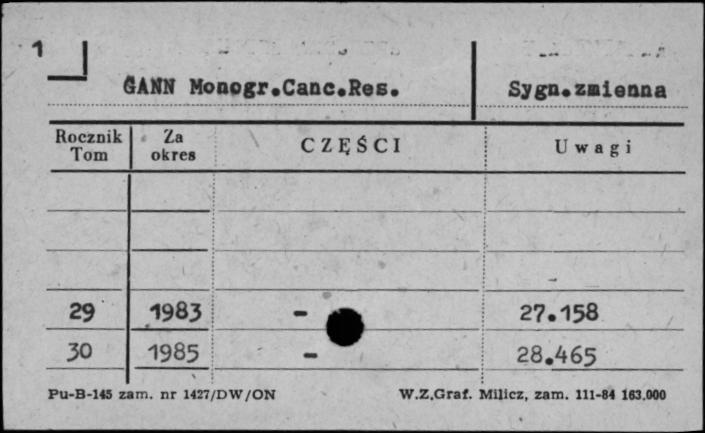 1
GANN Monogr.Canc.Res. Sygn.zmienna
Rocznik Tom Za okres CZĘŚCI Uwagi
29 1983 - 27.158
30 1985 - 28.465
Pu-B-145 zam. nr 1427/DW/ON W.Z.Graf. Milicz, zam. 111-84 163.000